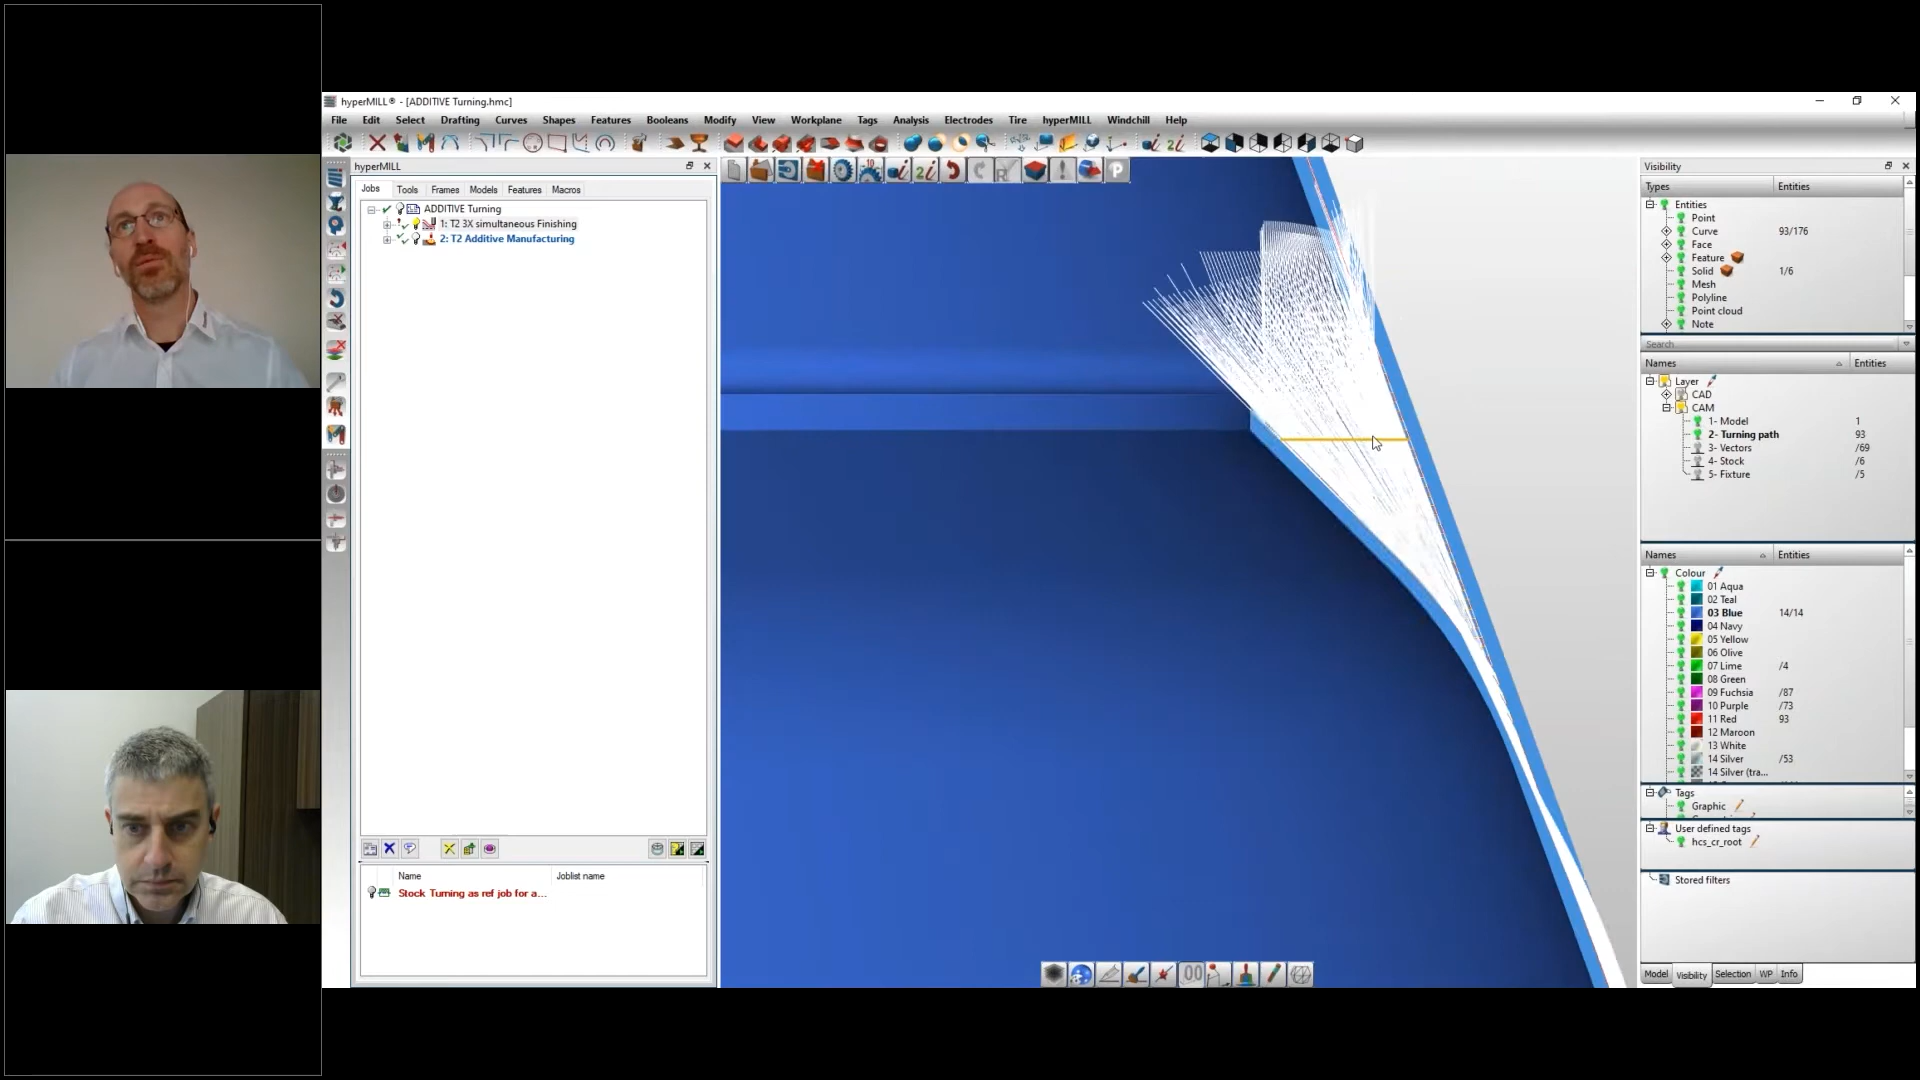 hyperMILL® - [ADDITIVE Turning.hmc]
File Edit Select Drafting Curves Shapes Features Booleans Modify View Workplane Tags Analysis Electrodes Tire hyperMILL Windchill Help
hyperMILL
Jobs Tools Frames Models Features Macros
ADDITIVE Turning
1: T2 3X simultaneous Finishing
2: T2 Additive Manufacturing
Name Joblist name
Stock Turning as ref job for a...
Visibility
Types Entities
Entities
Point
Curve 93/176
Face
Feature
Solid 1/6
Mesh
Polyline
Point cloud
Note
Search
Names Entities
Layer
CAD
CAM
1- Model 1
2- Turning path 93
3- Vectors /69
4- Stock /6
5- Fixture /5
Names Entities
Colour
01 Aqua
02 Teal
03 Blue 14/14
04 Navy
05 Yellow
06 Olive
07 Lime /4
08 Green
09 Fuchsia /87
10 Purple /73
11 Red 93
12 Maroon
13 White
14 Silver /53
14 Silver (tra...
Tags
Graphic
User defined tags
hcs_cr_root
Stored filters
Model Visibility Selection WP Info